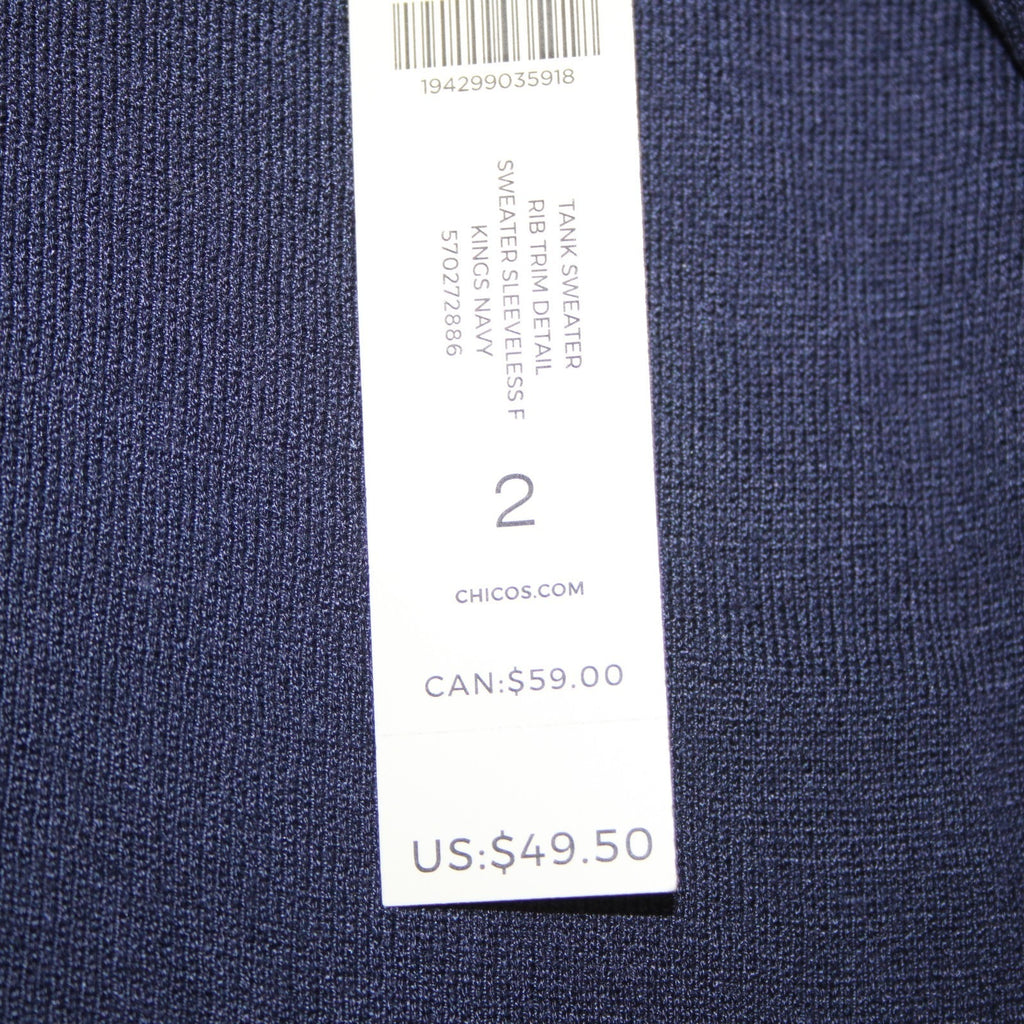 194299035918
TANK SWEATER
RIB TRIM DETAIL
SWEATER SLEEVELESS F
KINGS NAVY
570272886
2
CHICOS.COM
CAN:$59.00
US:$49.50